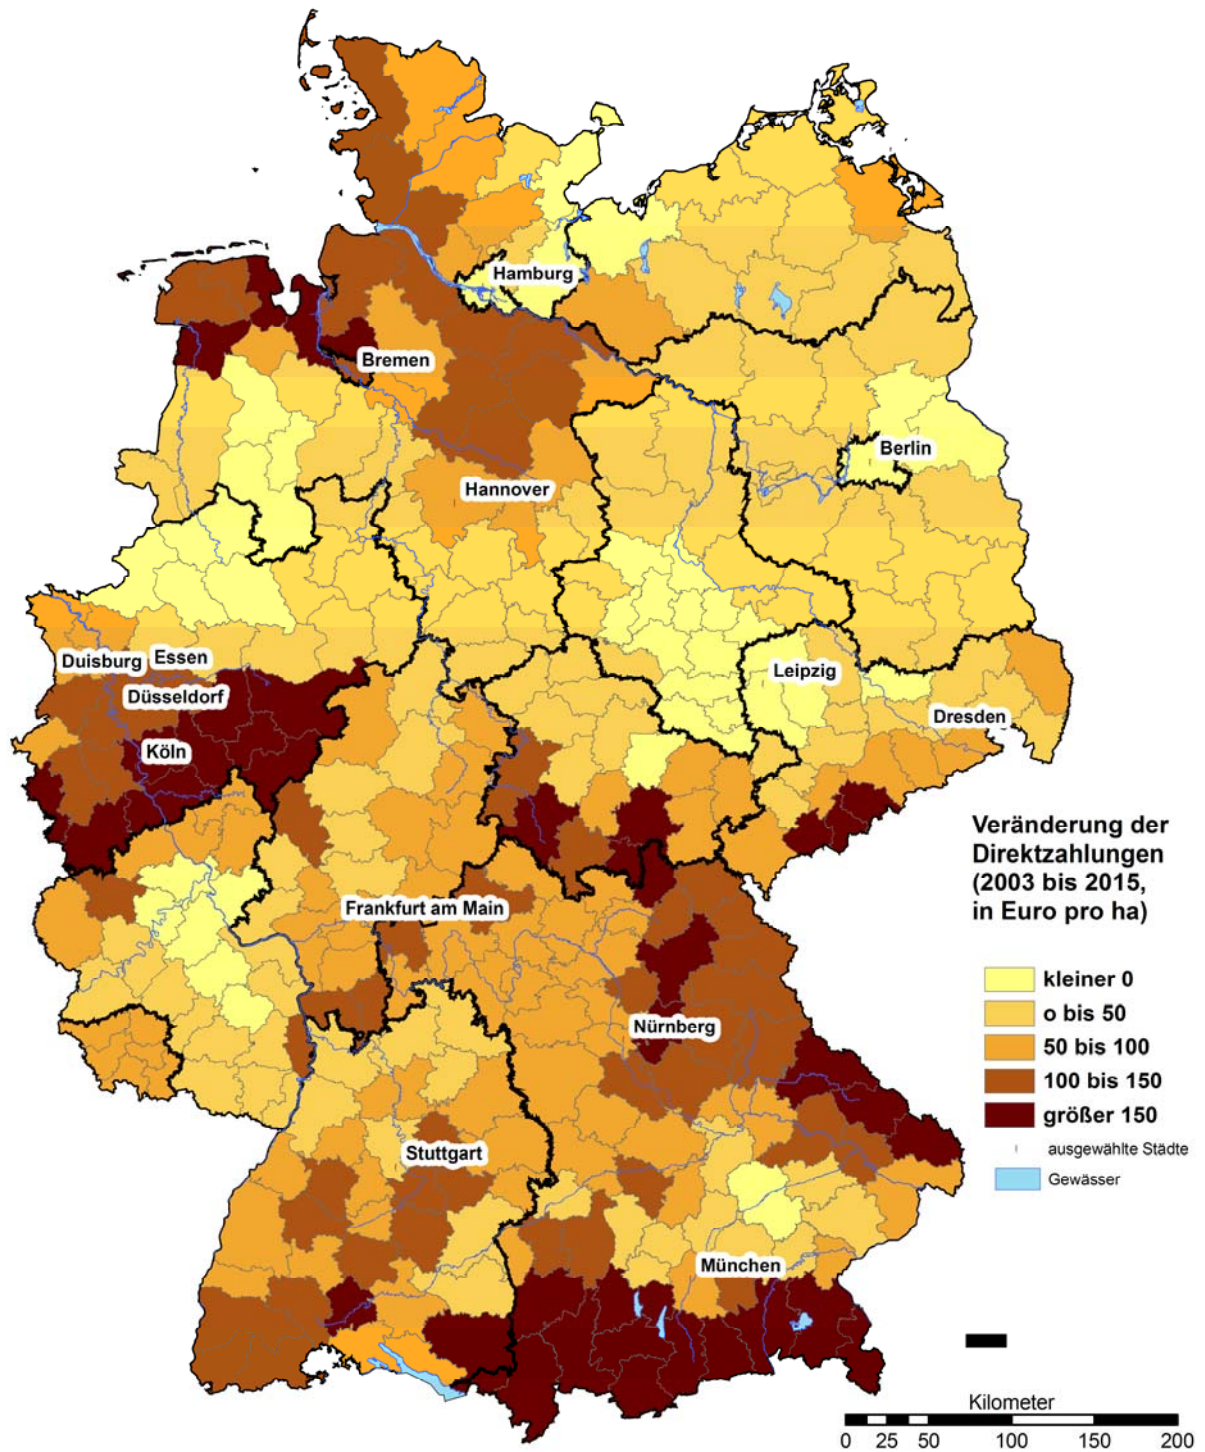 Hamburg
Bremen
Berlin
Hannover
Duisburg
Essen
Leipzig
Düsseldorf
Dresden
Köln
Veränderung der
Direktzahlungen
(2003 bis 2015,
in Euro pro ha)
Frankfurt am Main
kleiner 0
o bis 50
Nürnberg
50 bis 100
100 bis 150
größer 150
ausgewählte Städte
Stuttgart
Gewässer
München
Kilometer
0 25 50 100 150 200